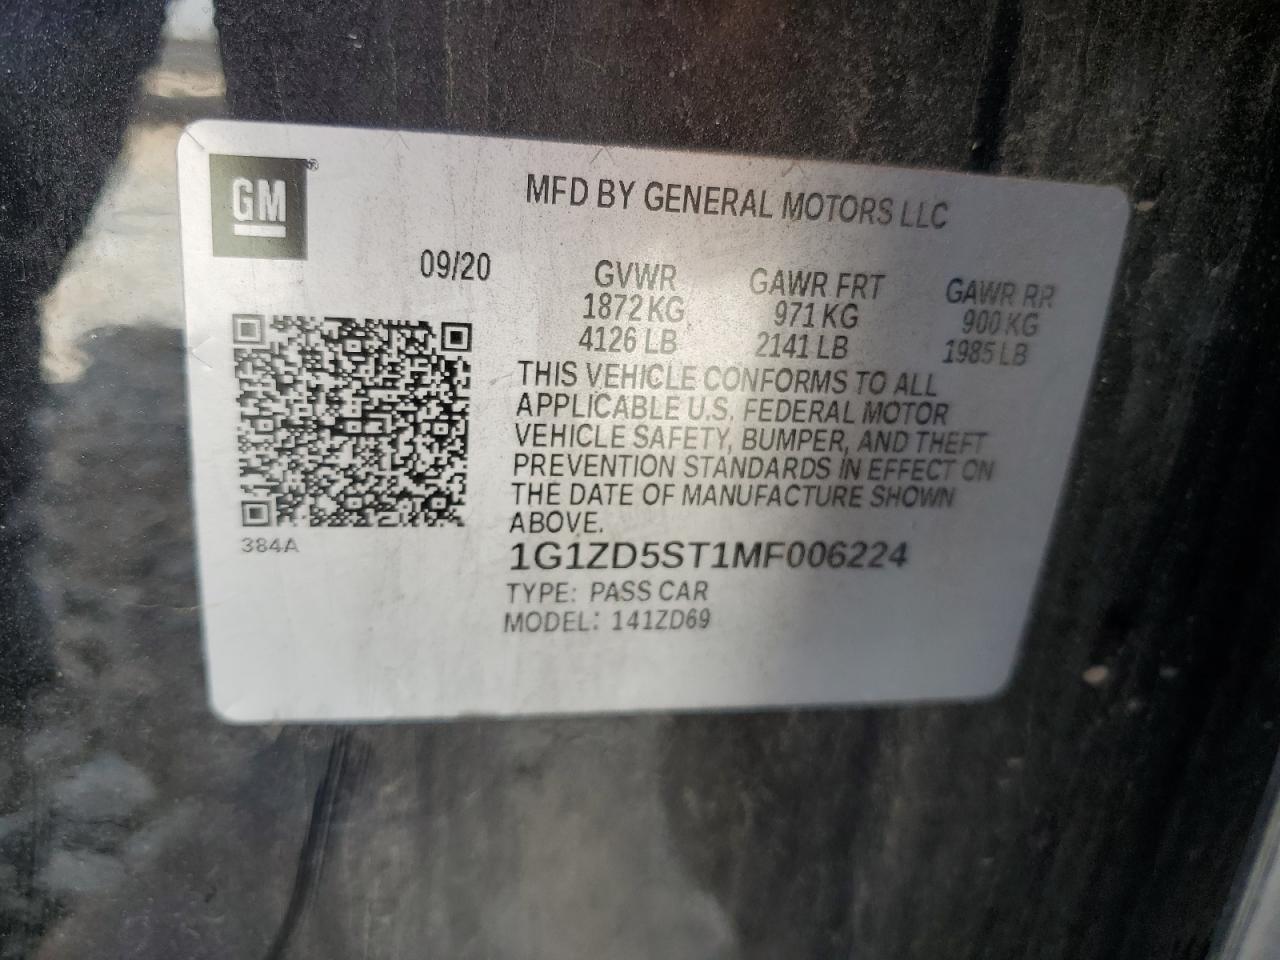 GM®
MFD BY GENERAL MOTORS LLC
09/20
GVWR GAWR FRT GAWR RR
1872 KG 971 KG 900 KG
4126 LB 2141 LB 1985 LB
THIS VEHICLE CONFORMS TO ALL
APPLICABLE U.S. FEDERAL MOTOR
VEHICLE SAFETY, BUMPER, AND THEFT
PREVENTION STANDARDS IN EFFECT ON
THE DATE OF MANUFACTURE SHOWN
ABOVE.
384A
1G1ZD5ST1MF006224
TYPE: PASS CAR
MODEL: 141ZD69